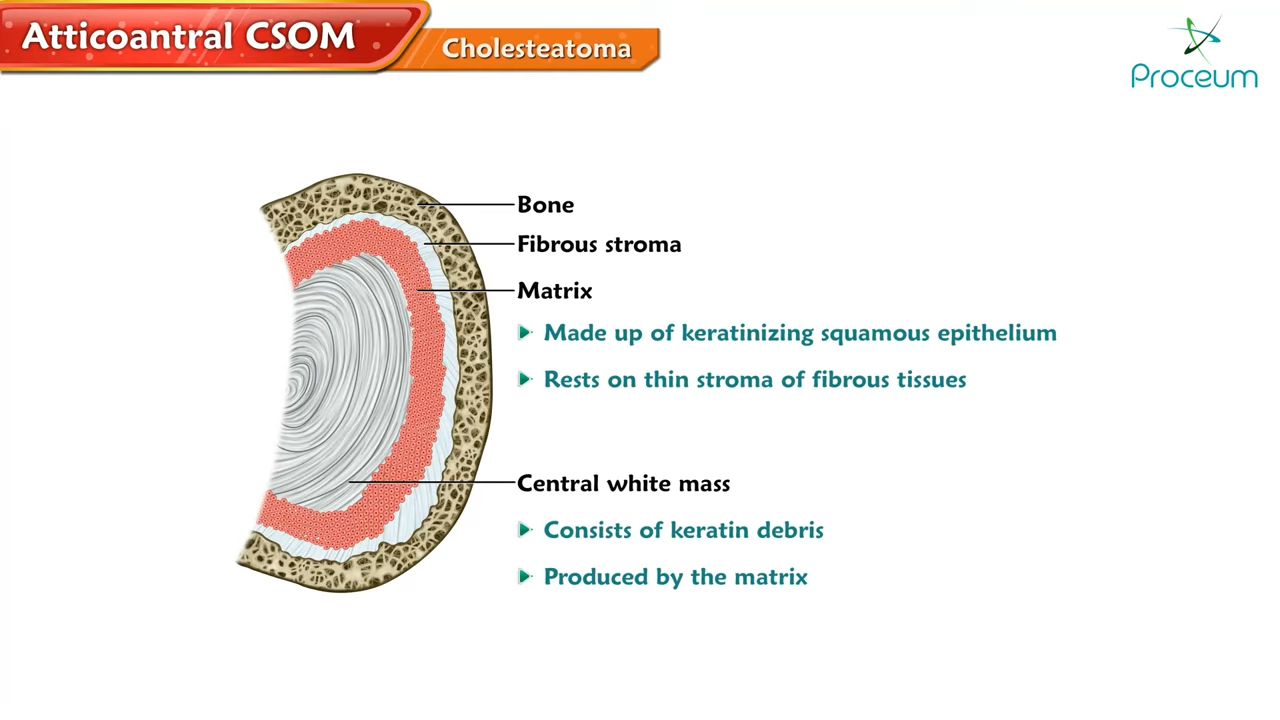 Atticoantral CSOM
Cholesteatoma
Proceum
Bone
Fibrous stroma
Matrix
Made up of keratinizing squamous epithelium
Rests on thin stroma of fibrous tissues
Central white mass
Consists of keratin debris
Produced by the matrix